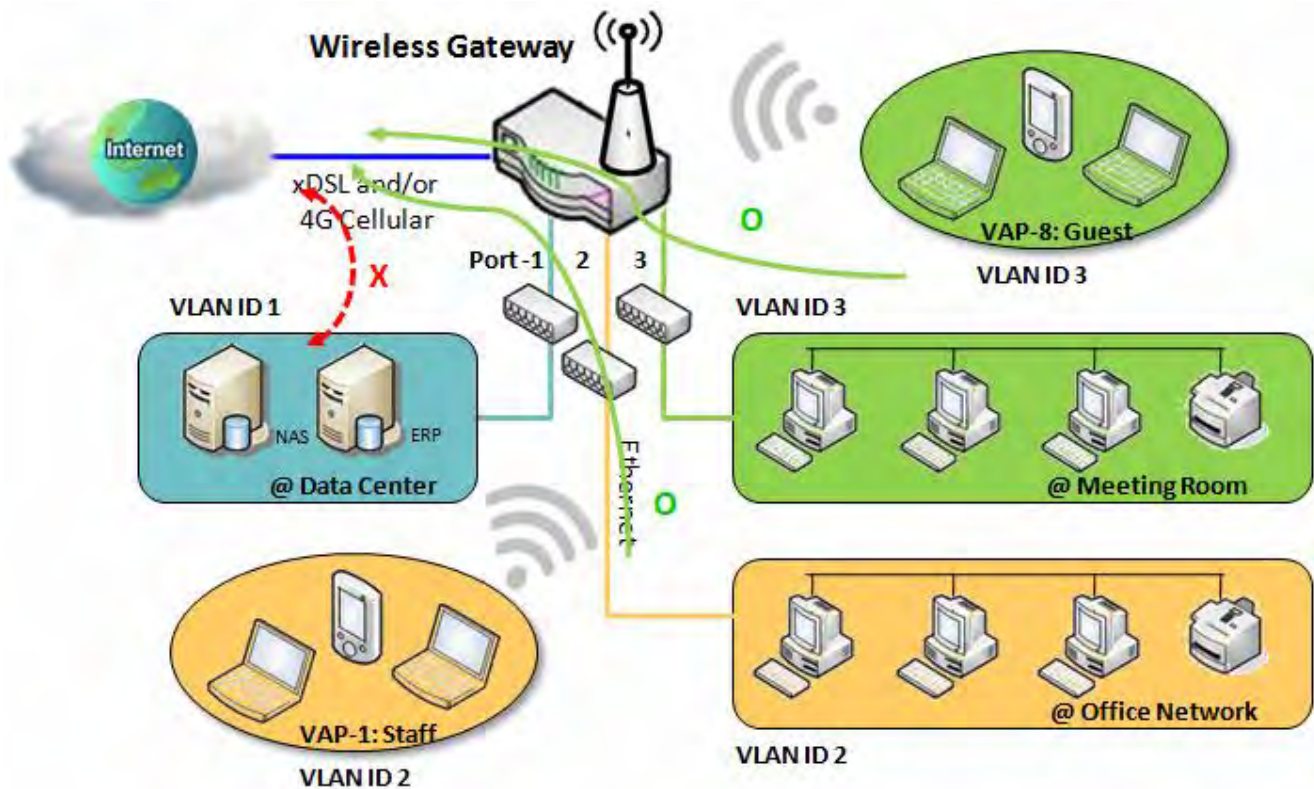 Wireless Gateway
Internet
xDSL and/or
4G Cellular
O
VAP-8: Guest
VLAN ID 3
X
Port -1
2
3
VLAN ID 1
VLAN ID 3
NAS
ERP
@ Data Center
Ethernet
@ Meeting Room
O
VAP-1: Staff
VLAN ID 2
@ Office Network
VLAN ID 2